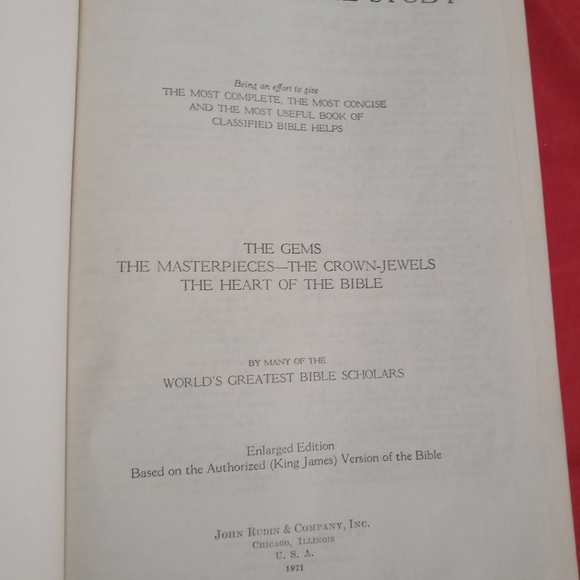 STUDY
Being an effort to give
THE MOST COMPLETE, THE MOST CONCISE
AND THE MOST USEFUL BOOK OF
CLASSIFIED BIBLE HELPS
THE GEMS
THE MASTERPIECES—THE CROWN-JEWELS
THE HEART OF THE BIBLE
BY MANY OF THE
WORLD'S GREATEST BIBLE SCHOLARS
Enlarged Edition
Based on the Authorized (King James) Version of the Bible
JOHN RUDIN & COMPANY, INC.
CHICAGO, ILLINOIS
U. S. A.
1971